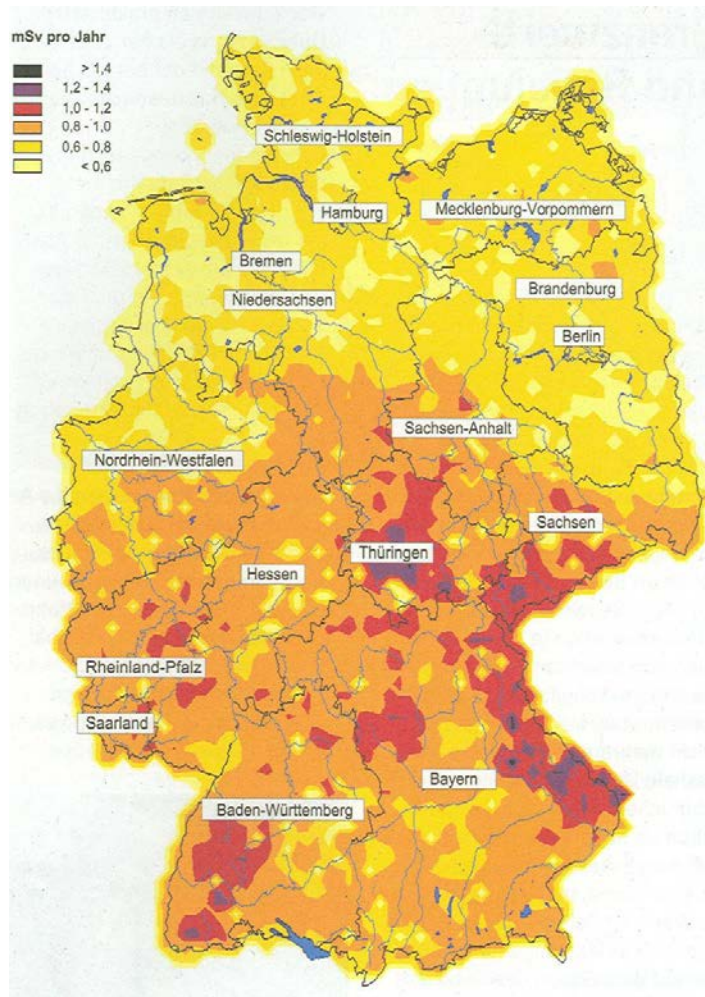 mSv pro Jahr
> 1,4
1,2 - 1.4
1,0 - 1,2
0,8 - 1,0
0,6 - 0,8
< 0,6
Schleswig-Holstein
Hamburg
Mecklenburg-Vorpommern
Bremen
Niedersachsen
Brandenburg
Berlin
Sachsen-Anhalt
Nordrhein-Westfalen
Sachsen
Thüringen
Hessen
Rheinland-Pfalz
Saarland
Bayern
Baden-Württemberg